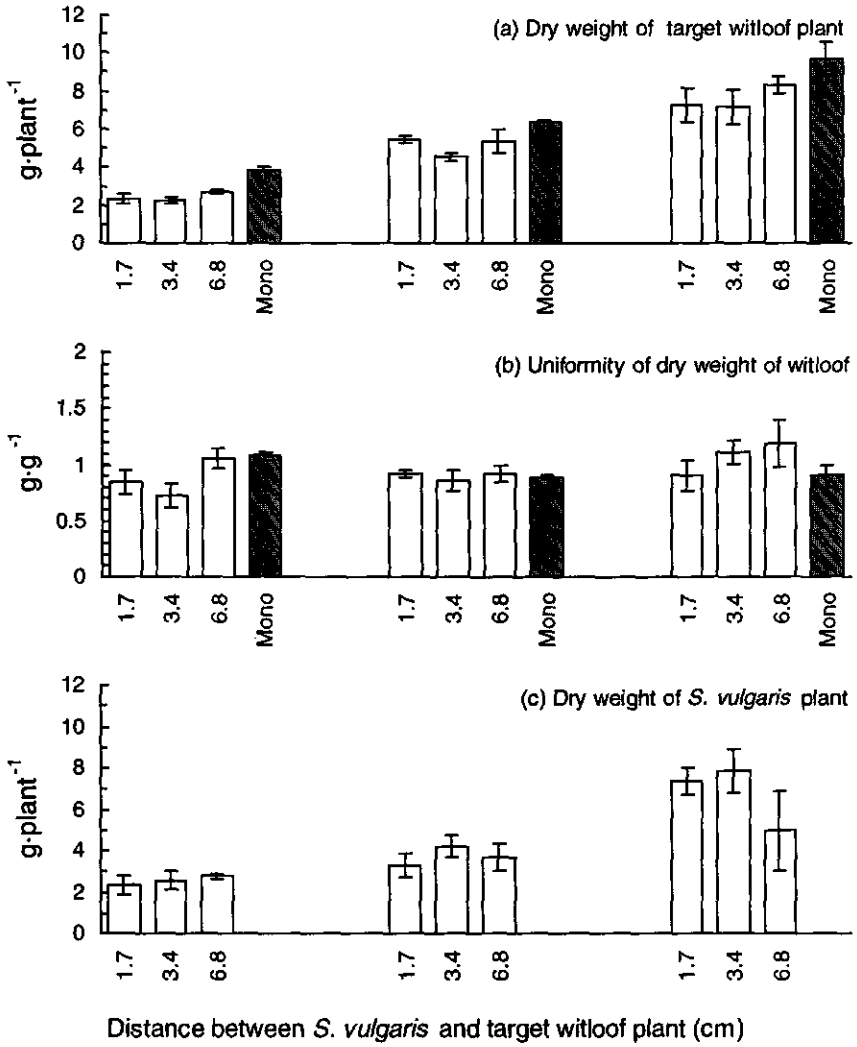 (a) Dry weight of target witloof plant
g·plant⁻¹
12
10
8
6
4
2
0
1.7 3.4 6.8 Mono 1.7 3.4 6.8 Mono 1.7 3.4 6.8 Mono
(b) Uniformity of dry weight of witloof
g·g⁻¹
2
1.5
1
0.5
0
1.7 3.4 6.8 Mono 1.7 3.4 6.8 Mono 1.7 3.4 6.8 Mono
(c) Dry weight of S. vulgaris plant
g·plant⁻¹
12
10
8
6
4
2
0
1.7 3.4 6.8 1.7 3.4 6.8 1.7 3.4 6.8
Distance between S. vulgaris and target witloof plant (cm)